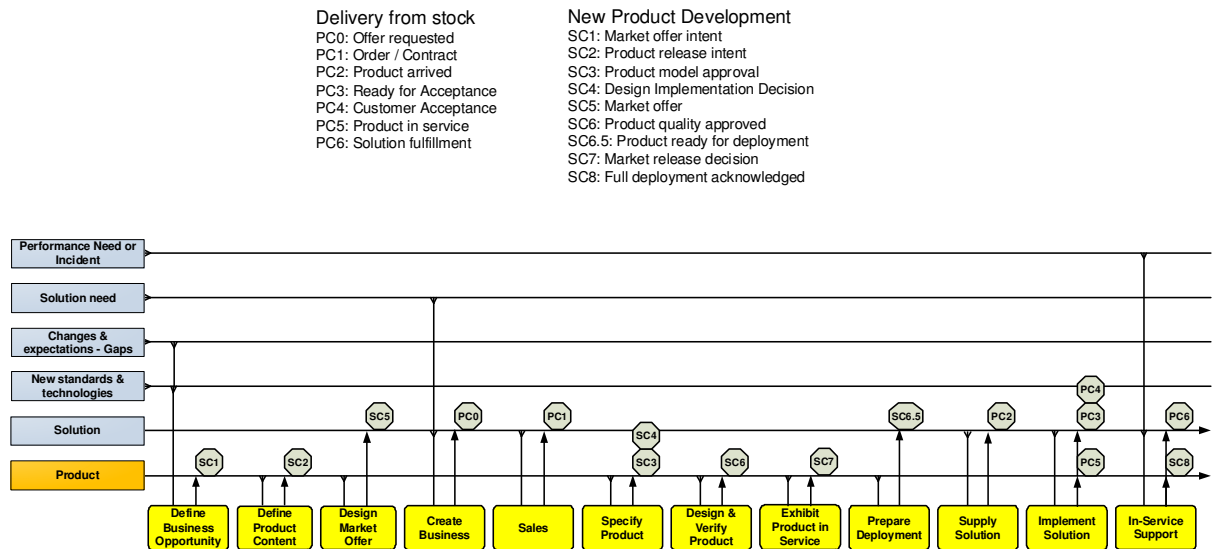 Delivery from stock
PC0: Offer requested
PC1: Order / Contract
PC2: Product arrived
PC3: Ready for Acceptance
PC4: Customer Acceptance
PC5: Product in service
PC6: Solution fulfillment
New Product Development
SC1: Market offer intent
SC2: Product release intent
SC3: Product model approval
SC4: Design Implementation Decision
SC5: Market offer
SC6: Product quality approved
SC6.5: Product ready for deployment
SC7: Market release decision
SC8: Full deployment acknowledged
Performance Need or
Incident
Solution need
Changes &
expectations - Gaps
New standards &
technologies
PC4
Solution
SC5
PC0
PC1
SC4
SC6.5
PC2
PC3
PC6
Product
SC1
SC2
SC3
SC6
SC7
PC5
SC8
Define
Business
Opportunity
Define
Product
Content
Design
Market
Offer
Create
Business
Sales
Specify
Product
Design &
Verify
Product
Exhibit
Product in
Service
Prepare
Deployment
Supply
Solution
Implement
Solution
In-Service
Support